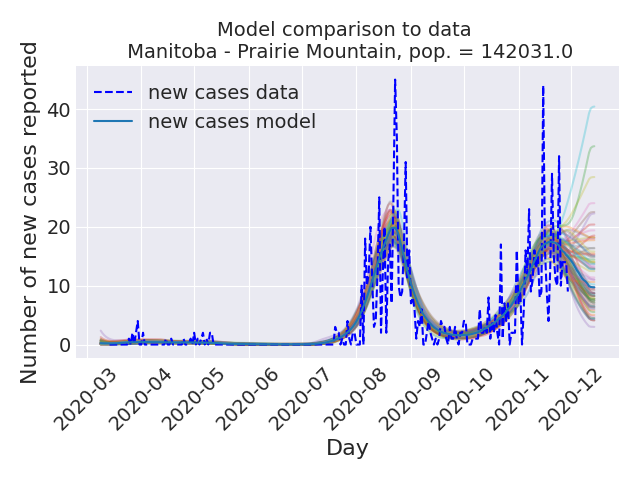 Model comparison to data
Manitoba - Prairie Mountain, pop. = 142031.0
Number of new cases reported
40
30
20
10
0
new cases data
new cases model
2020-03
2020-04
2020-05
2020-06
2020-07
2020-08
2020-09
2020-10
2020-11
2020-12
Day